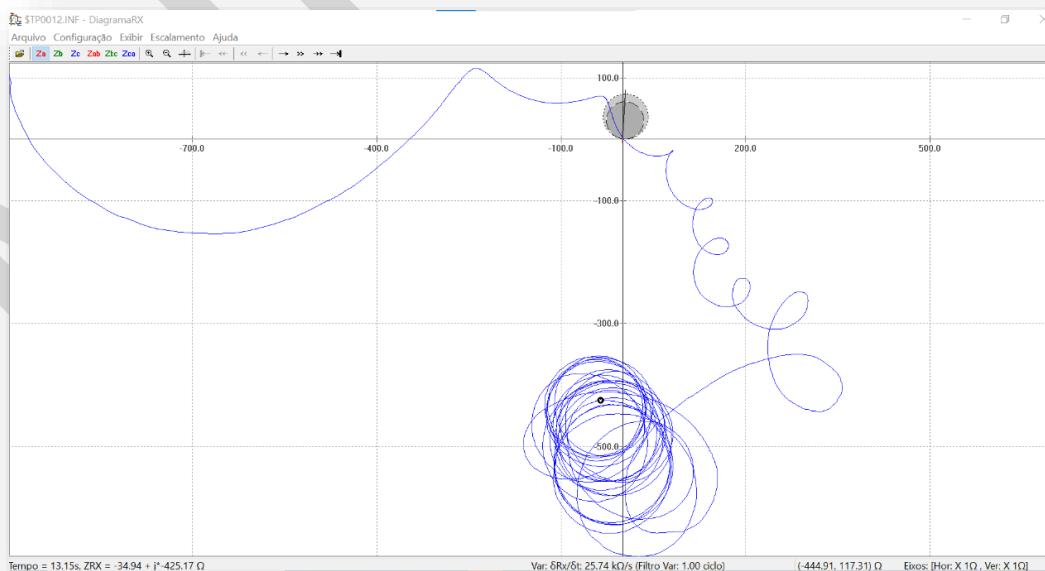 $TP0012.INF - DiagramaRX
Arquivo Configuração Exibir Escalamento Ajuda
Za Zb Zc Zab Zbc Zca
100.0
-700.0 -400.0 -100.0 200.0 500.0
-100.0
-300.0
-500.0
Tempo = 13.15s, ZRX = -34.94 + j*-425.17 Ω Var: δRx/δt: 25.74 kΩ/s (Filtro Var: 1.00 ciclo) (-444.91, 117.31) Ω Eixos: [Hor: X 1Ω , Ver: X 1Ω]